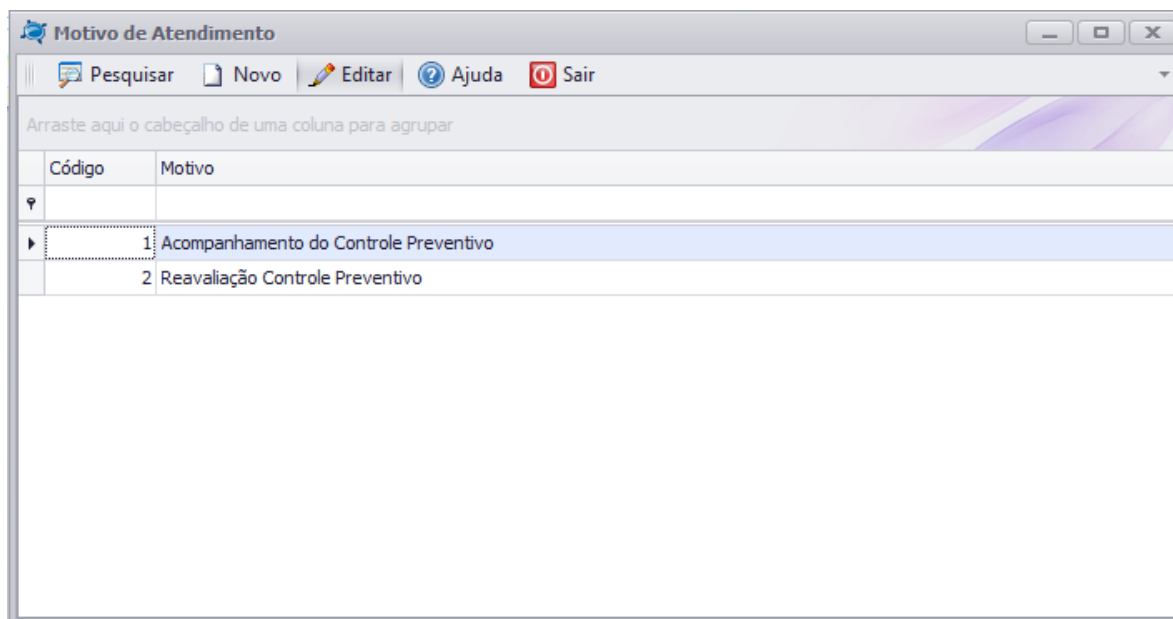 Motivo de Atendimento
Pesquisar Novo Editar Ajuda Sair
Arraste aqui o cabeçalho de uma coluna para agrupar
Código Motivo
1 Acompanhamento do Controle Preventivo
2 Reavaliação Controle Preventivo